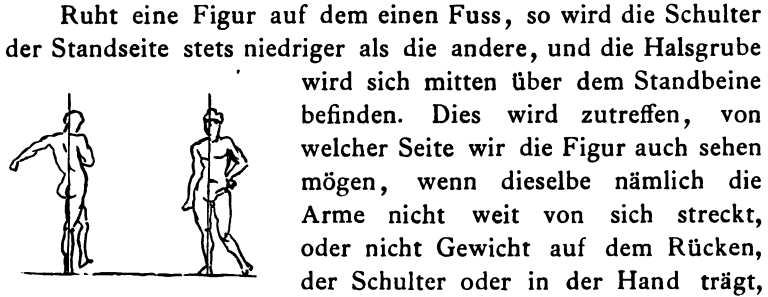 Ruht eine Figur auf dem einen Fuss, so wird die Schulter
der Standseite stets niedriger als die andere, und die Halsgrube
wird sich mitten über dem Standbeine
befinden. Dies wird zutreffen, von
welcher Seite wir die Figur auch sehen
mögen, wenn dieselbe nämlich die
Arme nicht weit von sich streckt,
oder nicht Gewicht auf dem Rücken,
der Schulter oder in der Hand trägt,